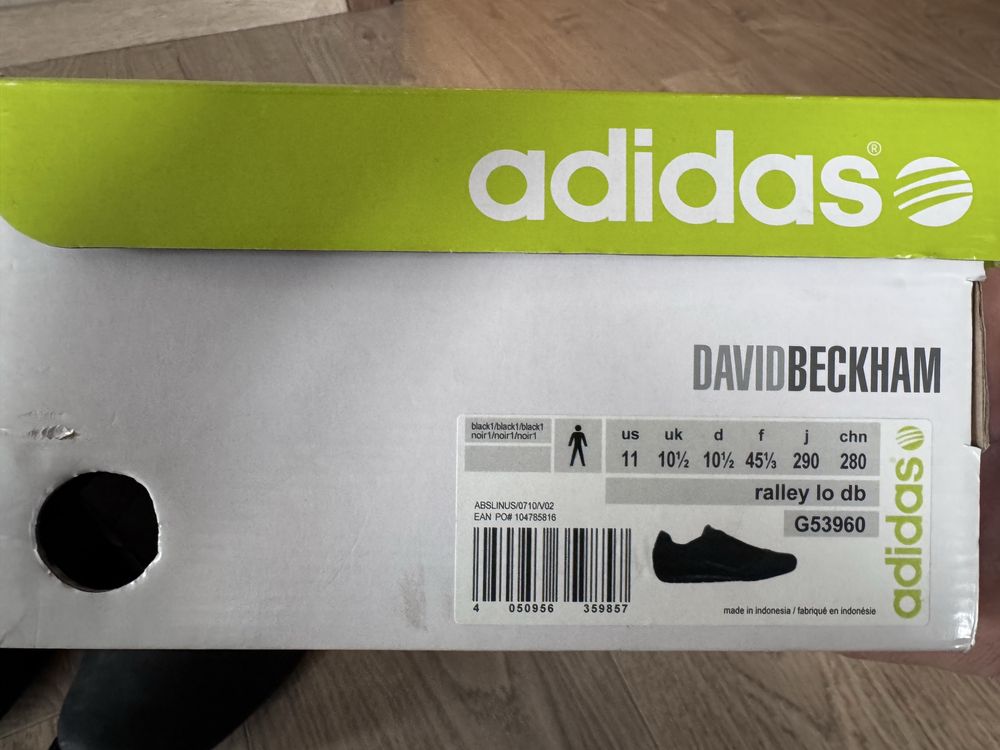 adidas®
DAVIDBECKHAM
black1/black1/black1
noir1/noir1/noir1
us uk d f j chn
11 10½ 10½ 45⅓ 290 280
ralley lo db
G53960
ABSLINUS/0710/V02
EAN PO# 104785816
4 050956 359857
made in indonesia / fabriqué en indonésie
adidas